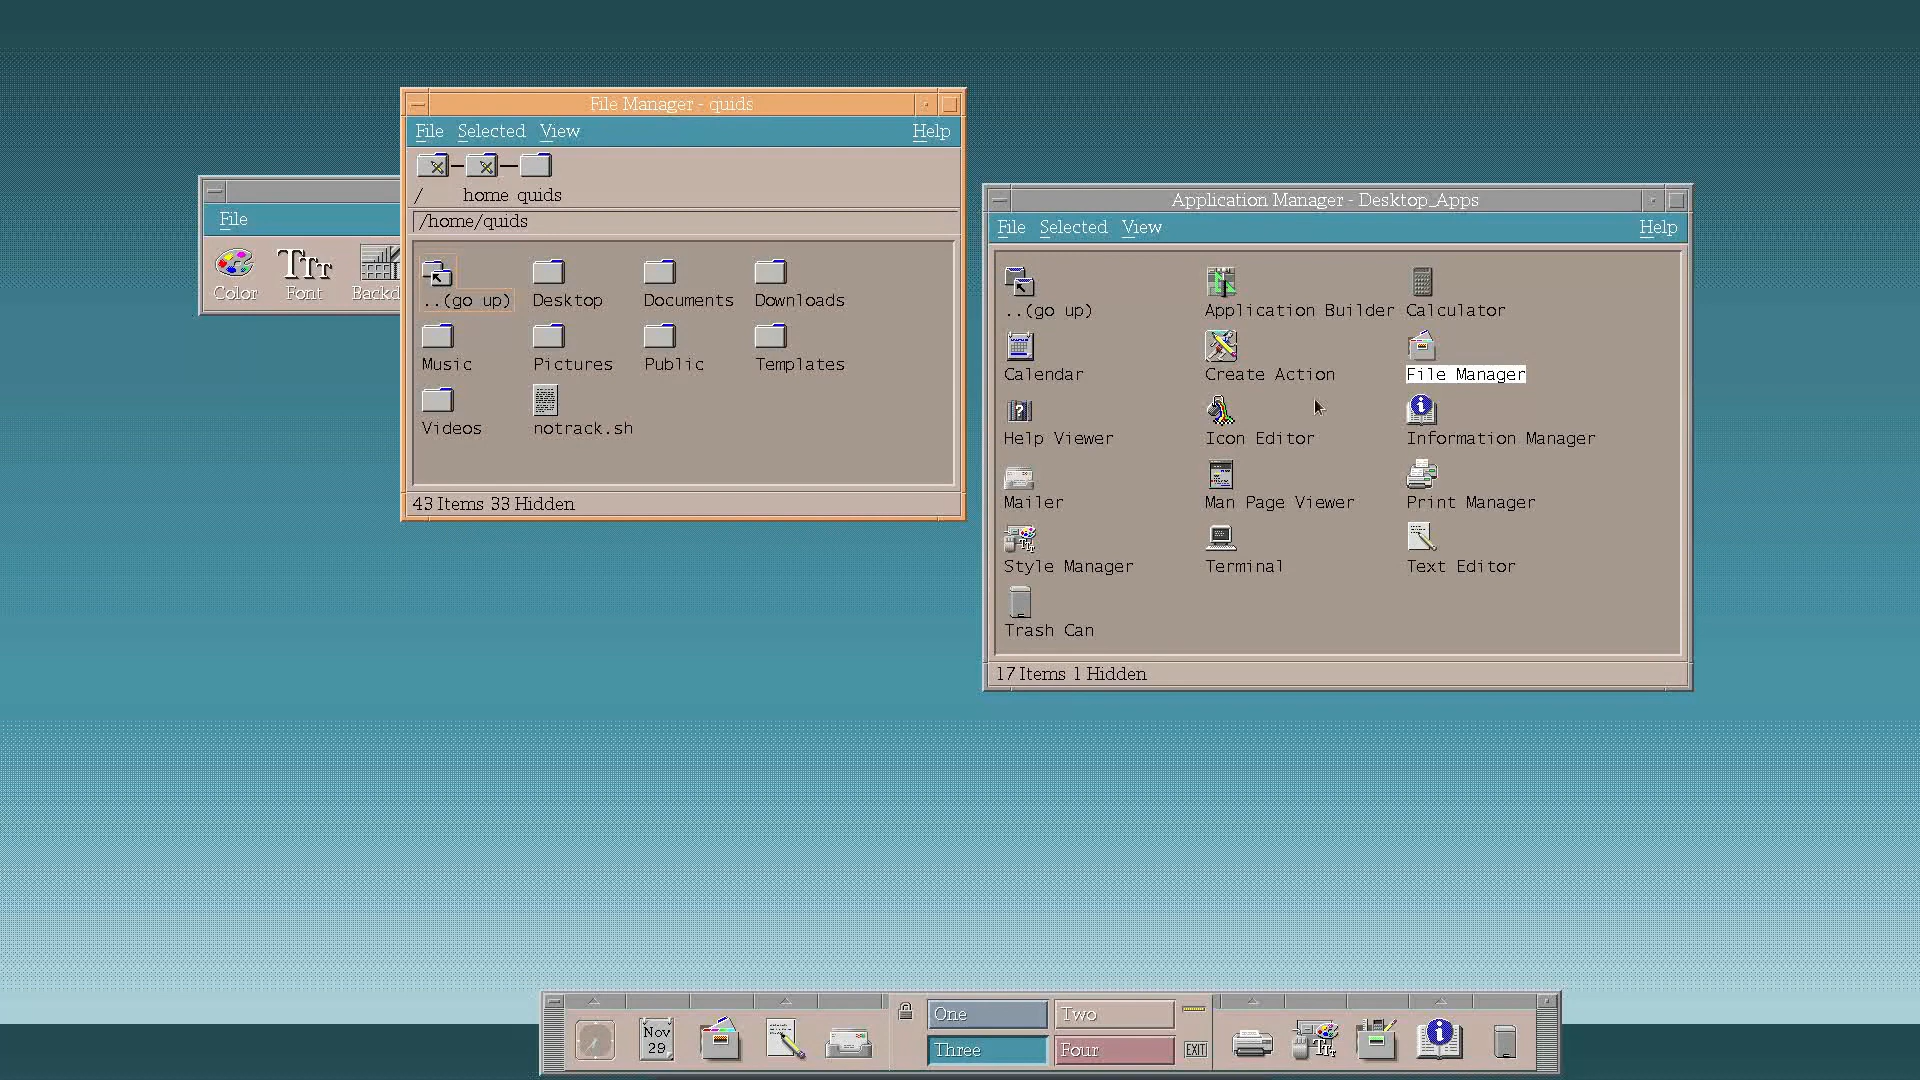 File Manager - quids
File Selected View Help
/ home quids
/home/quids
..(go up) Desktop Documents Downloads
Music Pictures Public Templates
Videos notrack.sh
43 Items 33 Hidden
File
Color Font
Application Manager - Desktop_Apps
File Selected View Help
..(go up) Application Builder Calculator
Calendar Create Action File Manager
Help Viewer Icon Editor Information Manager
Mailer Man Page Viewer Print Manager
Style Manager Terminal Text Editor
Trash Can
17 Items 1 Hidden
Nov
29
One Two
Three Four
EXIT